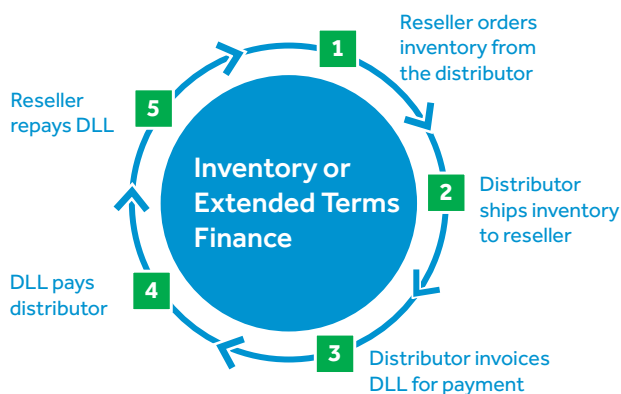 1
Reseller orders
inventory from
the distributor
2
Distributor
ships inventory
to reseller
3
Distributor invoices
DLL for payment
4
DLL pays
distributor
5
Reseller
repays DLL
Inventory or
Extended Terms
Finance